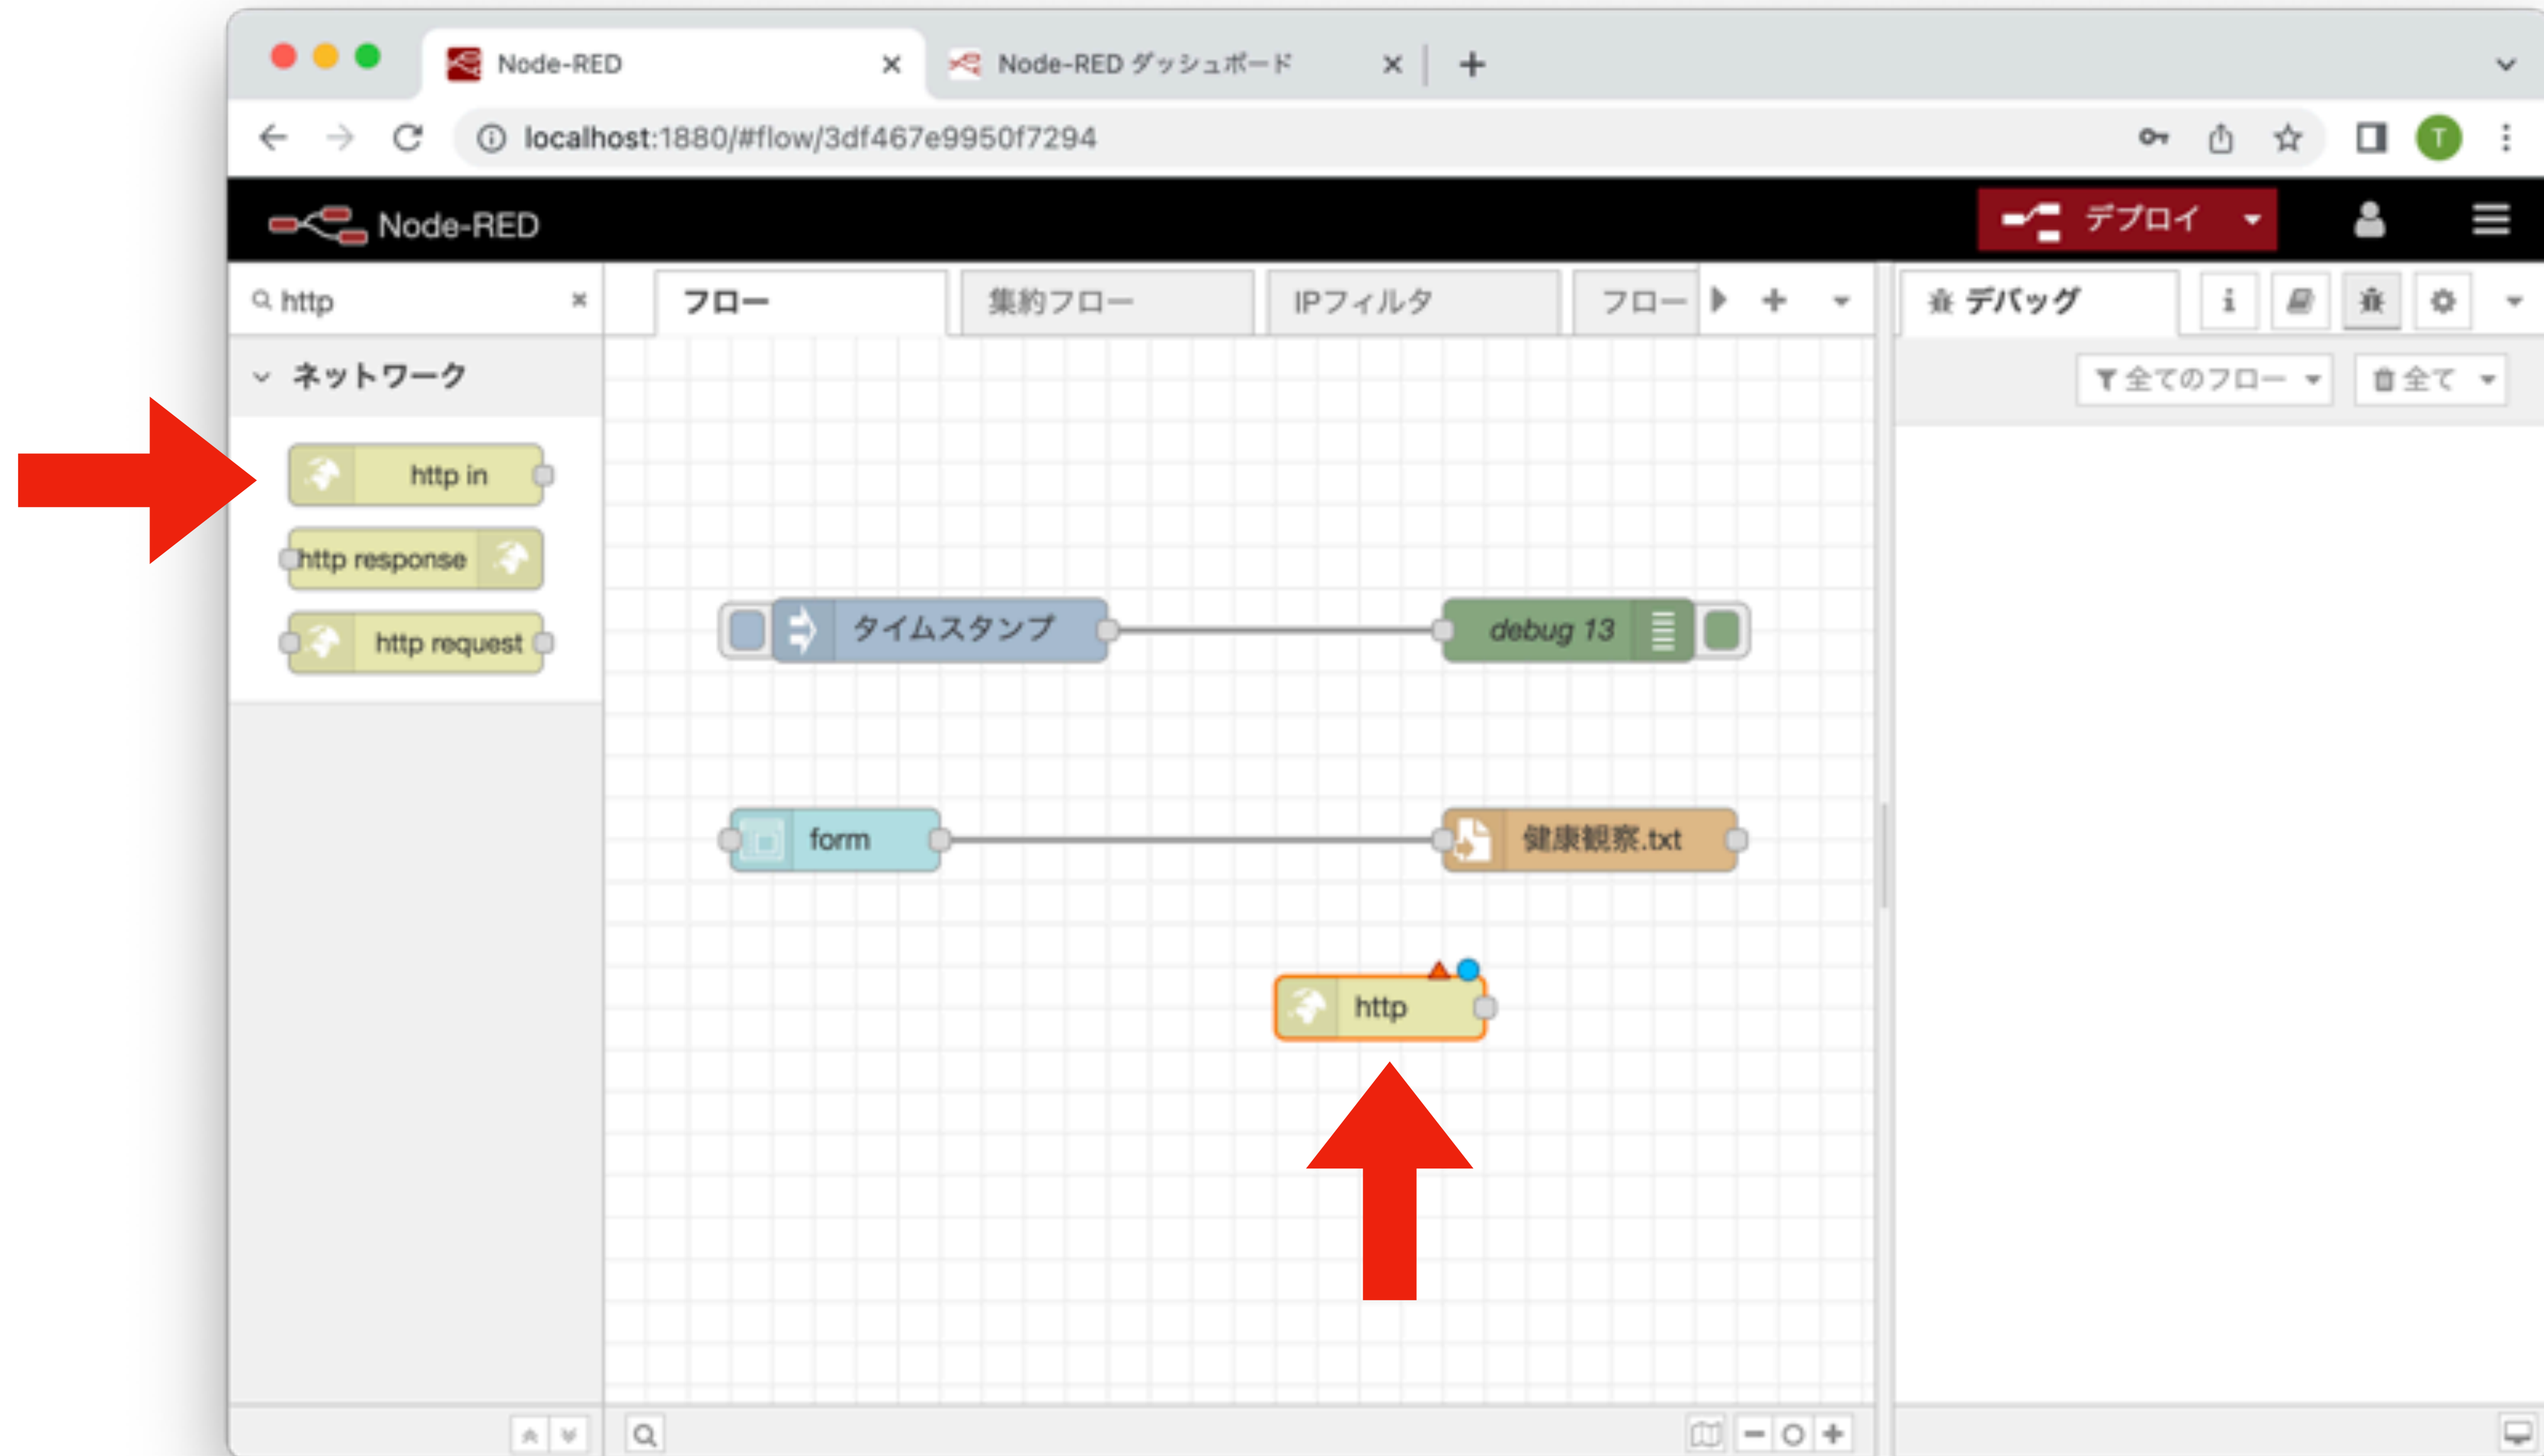 Node-RED
Node-RED ダッシュボード
localhost:1880/#flow/3df467e9950f7294
T
Node-RED
デプロイ
http
フロー
集約フロー
IPフィルタ
フロー
デバッグ
ネットワーク
全てのフロー
全て
http in
http response
http request
タイムスタンプ
debug 13
form
健康観察.txt
http